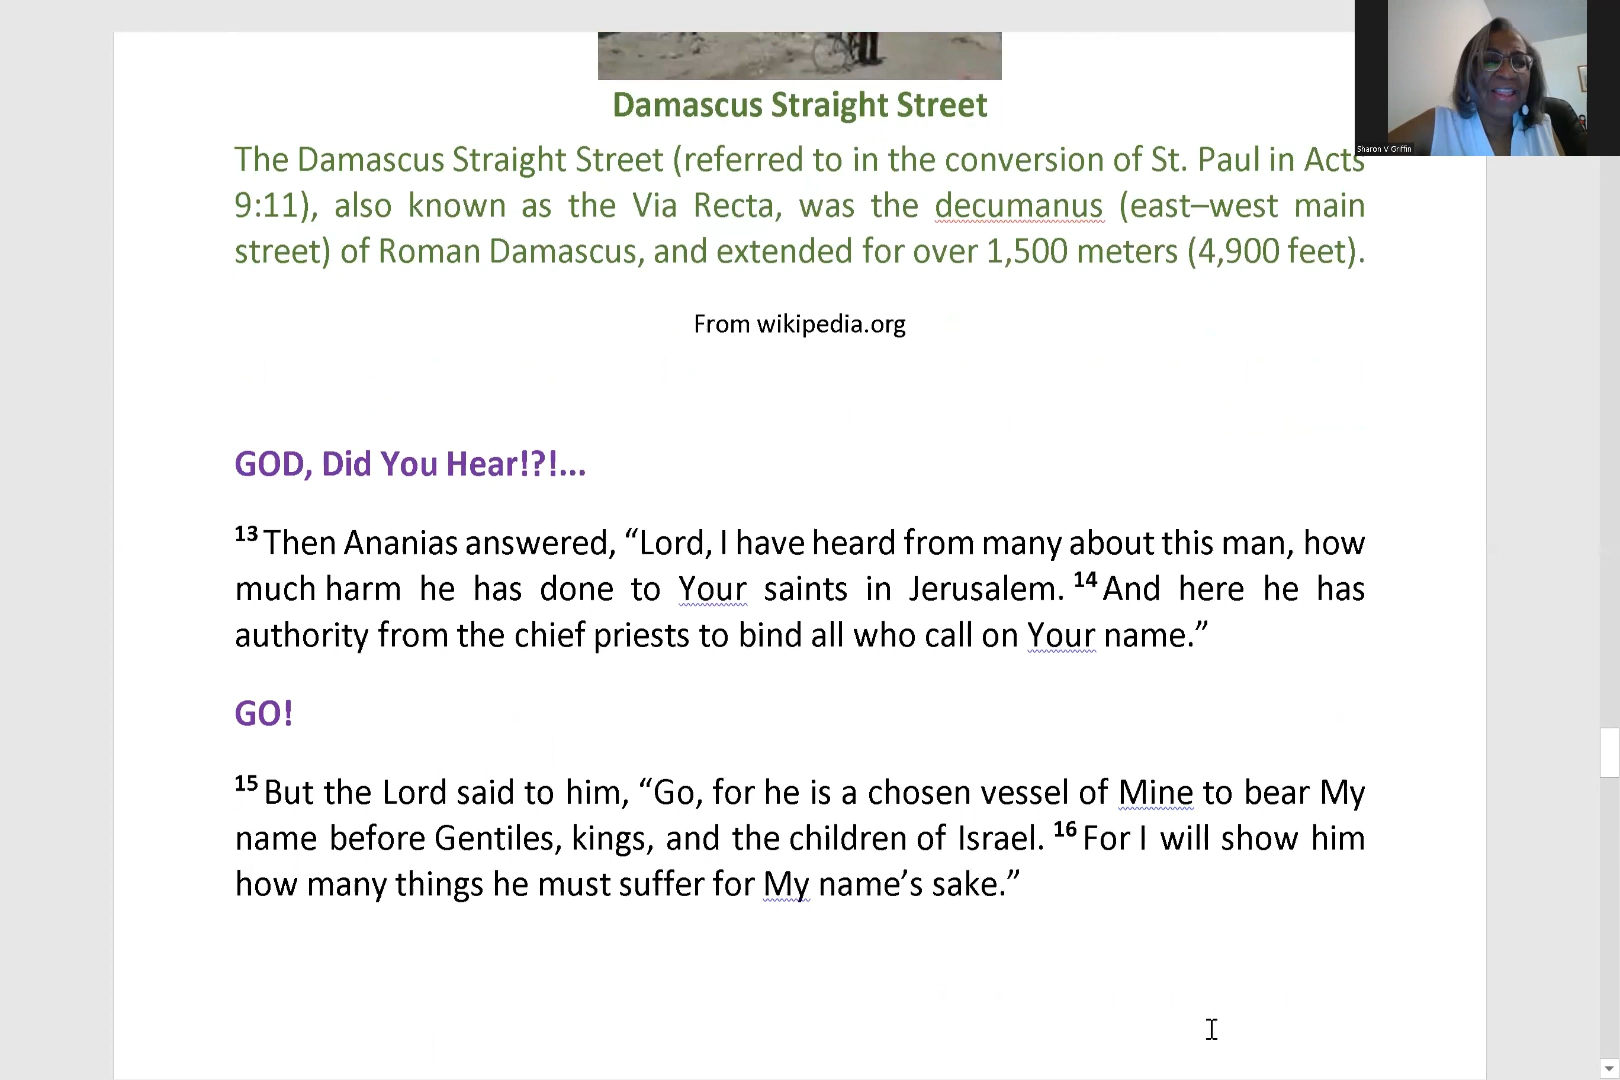 Damascus Straight Street
Sharon V Griffin
The Damascus Straight Street (referred to in the conversion of St. Paul in Acts
9:11), also known as the Via Recta, was the decumanus (east–west main
street) of Roman Damascus, and extended for over 1,500 meters (4,900 feet).
From wikipedia.org
GOD, Did You Hear!?!...
13 Then Ananias answered, “Lord, I have heard from many about this man, how
much harm he has done to Your saints in Jerusalem. 14 And here he has
authority from the chief priests to bind all who call on Your name.”
GO!
15 But the Lord said to him, “Go, for he is a chosen vessel of Mine to bear My
name before Gentiles, kings, and the children of Israel. 16 For I will show him
how many things he must suffer for My name’s sake.”